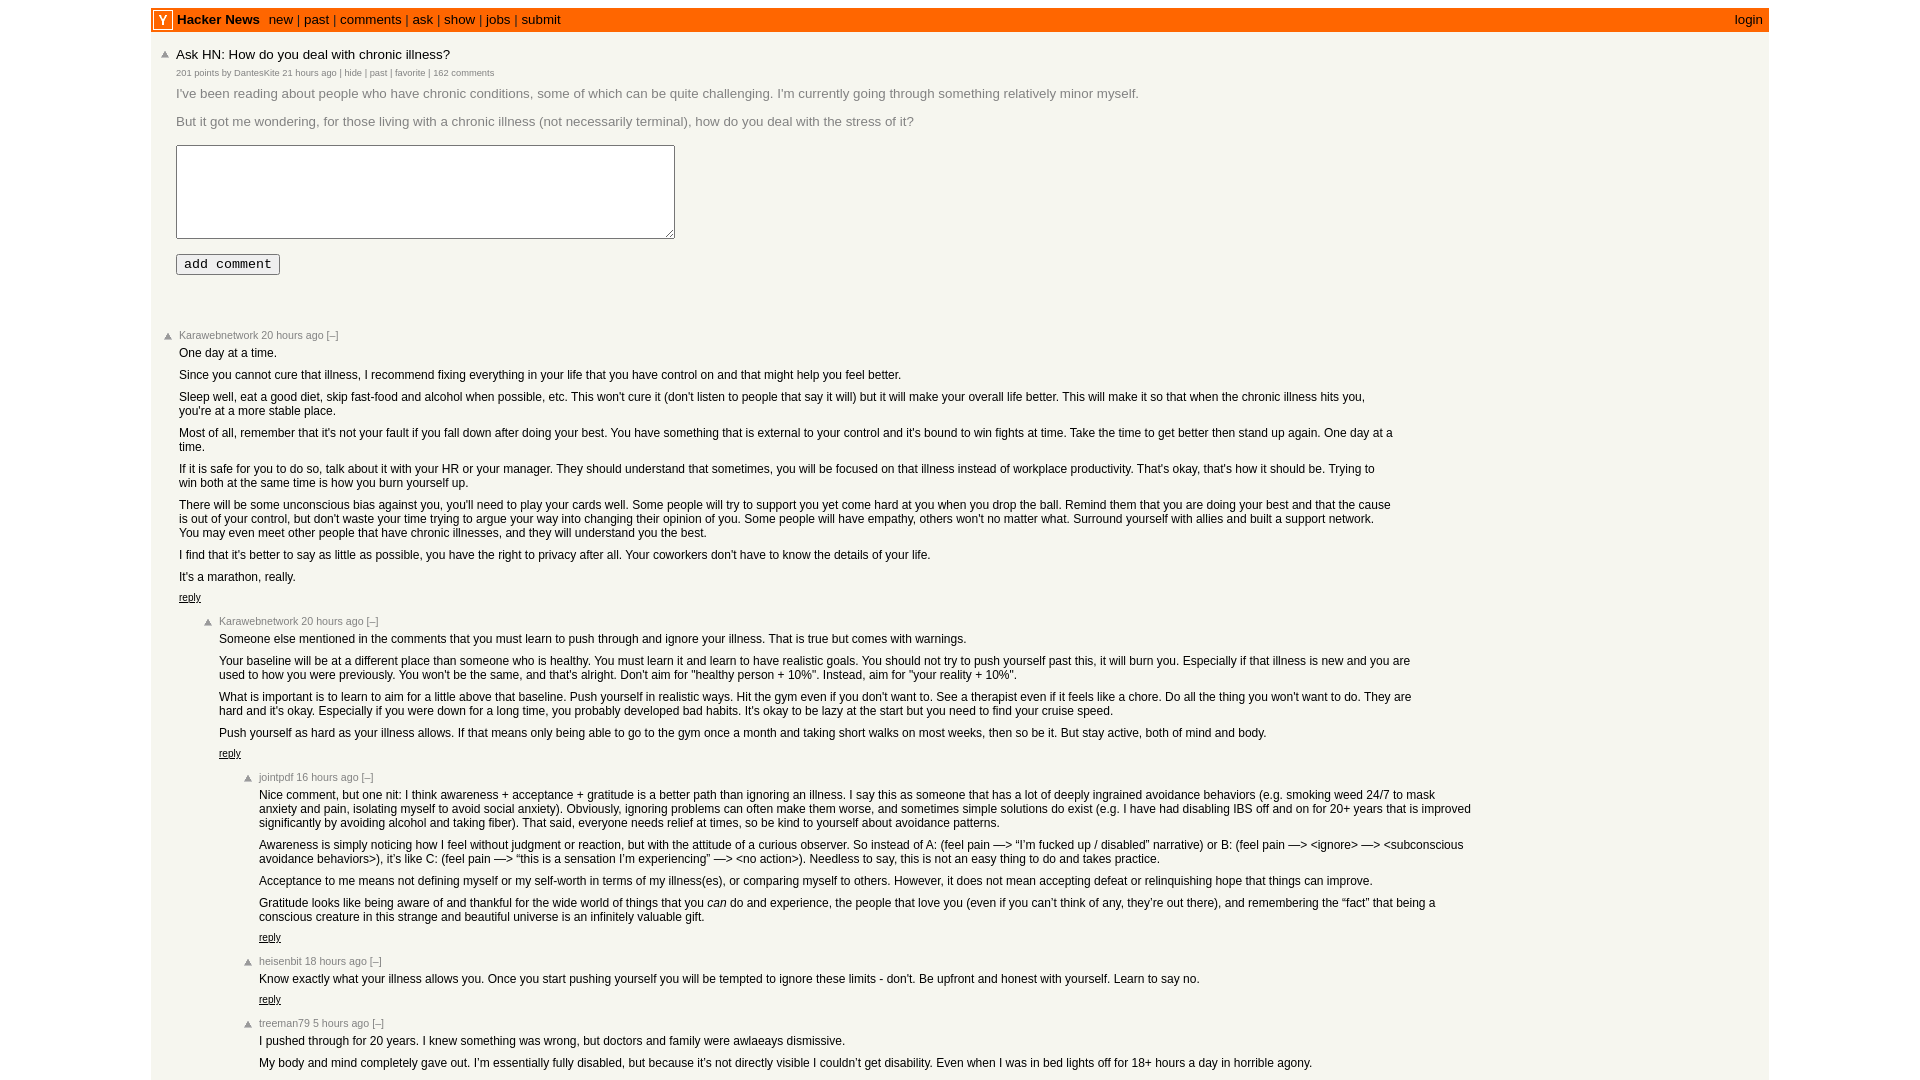 Y Hacker News new | past | comments | ask | show | jobs | submit login
Ask HN: How do you deal with chronic illness?
201 points by DantesKite 21 hours ago | hide | past | favorite | 162 comments
I've been reading about people who have chronic conditions, some of which can be quite challenging. I'm currently going through something relatively minor myself.
But it got me wondering, for those living with a chronic illness (not necessarily terminal), how do you deal with the stress of it?
add comment
Karawebnetwork 20 hours ago [–]
One day at a time.
Since you cannot cure that illness, I recommend fixing everything in your life that you have control on and that might help you feel better.
Sleep well, eat a good diet, skip fast-food and alcohol when possible, etc. This won't cure it (don't listen to people that say it will) but it will make your overall life better. This will make it so that when the chronic illness hits you,
you're at a more stable place.
Most of all, remember that it's not your fault if you fall down after doing your best. You have something that is external to your control and it's bound to win fights at time. Take the time to get better then stand up again. One day at a
time.
If it is safe for you to do so, talk about it with your HR or your manager. They should understand that sometimes, you will be focused on that illness instead of workplace productivity. That's okay, that's how it should be. Trying to
win both at the same time is how you burn yourself up.
There will be some unconscious bias against you, you'll need to play your cards well. Some people will try to support you yet come hard at you when you drop the ball. Remind them that you are doing your best and that the cause
is out of your control, but don't waste your time trying to argue your way into changing their opinion of you. Some people will have empathy, others won't no matter what. Surround yourself with allies and built a support network.
You may even meet other people that have chronic illnesses, and they will understand you the best.
I find that it's better to say as little as possible, you have the right to privacy after all. Your coworkers don't have to know the details of your life.
It's a marathon, really.
reply
Karawebnetwork 20 hours ago [–]
Someone else mentioned in the comments that you must learn to push through and ignore your illness. That is true but comes with warnings.
Your baseline will be at a different place than someone who is healthy. You must learn it and learn to have realistic goals. You should not try to push yourself past this, it will burn you. Especially if that illness is new and you are
used to how you were previously. You won't be the same, and that's alright. Don't aim for "healthy person + 10%". Instead, aim for "your reality + 10%".
What is important is to learn to aim for a little above that baseline. Push yourself in realistic ways. Hit the gym even if you don't want to. See a therapist even if it feels like a chore. Do all the thing you won't want to do. They are
hard and it's okay. Especially if you were down for a long time, you probably developed bad habits. It's okay to be lazy at the start but you need to find your cruise speed.
Push yourself as hard as your illness allows. If that means only being able to go to the gym once a month and taking short walks on most weeks, then so be it. But stay active, both of mind and body.
reply
jointpdf 16 hours ago [–]
Nice comment, but one nit: I think awareness + acceptance + gratitude is a better path than ignoring an illness. I say this as someone that has a lot of deeply ingrained avoidance behaviors (e.g. smoking weed 24/7 to mask
anxiety and pain, isolating myself to avoid social anxiety). Obviously, ignoring problems can often make them worse, and sometimes simple solutions do exist (e.g. I have had disabling IBS off and on for 20+ years that is improved
significantly by avoiding alcohol and taking fiber). That said, everyone needs relief at times, so be kind to yourself about avoidance patterns.
Awareness is simply noticing how I feel without judgment or reaction, but with the attitude of a curious observer. So instead of A: (feel pain —> “I’m fucked up / disabled” narrative) or B: (feel pain —> <ignore> —> <subconscious
avoidance behaviors>), it’s like C: (feel pain —> “this is a sensation I’m experiencing” —> <no action>). Needless to say, this is not an easy thing to do and takes practice.
Acceptance to me means not defining myself or my self-worth in terms of my illness(es), or comparing myself to others. However, it does not mean accepting defeat or relinquishing hope that things can improve.
Gratitude looks like being aware of and thankful for the wide world of things that you can do and experience, the people that love you (even if you can’t think of any, they’re out there), and remembering the “fact” that being a
conscious creature in this strange and beautiful universe is an infinitely valuable gift.
reply
heisenbit 18 hours ago [–]
Know exactly what your illness allows you. Once you start pushing yourself you will be tempted to ignore these limits - don't. Be upfront and honest with yourself. Learn to say no.
reply
treeman79 5 hours ago [–]
I pushed through for 20 years. I knew something was wrong, but doctors and family were awlaeays dismissive.
My body and mind completely gave out. I’m essentially fully disabled, but because it’s not directly visible I couldn’t get disability. Even when I was in bed lights off for 18+ hours a day in horrible agony.